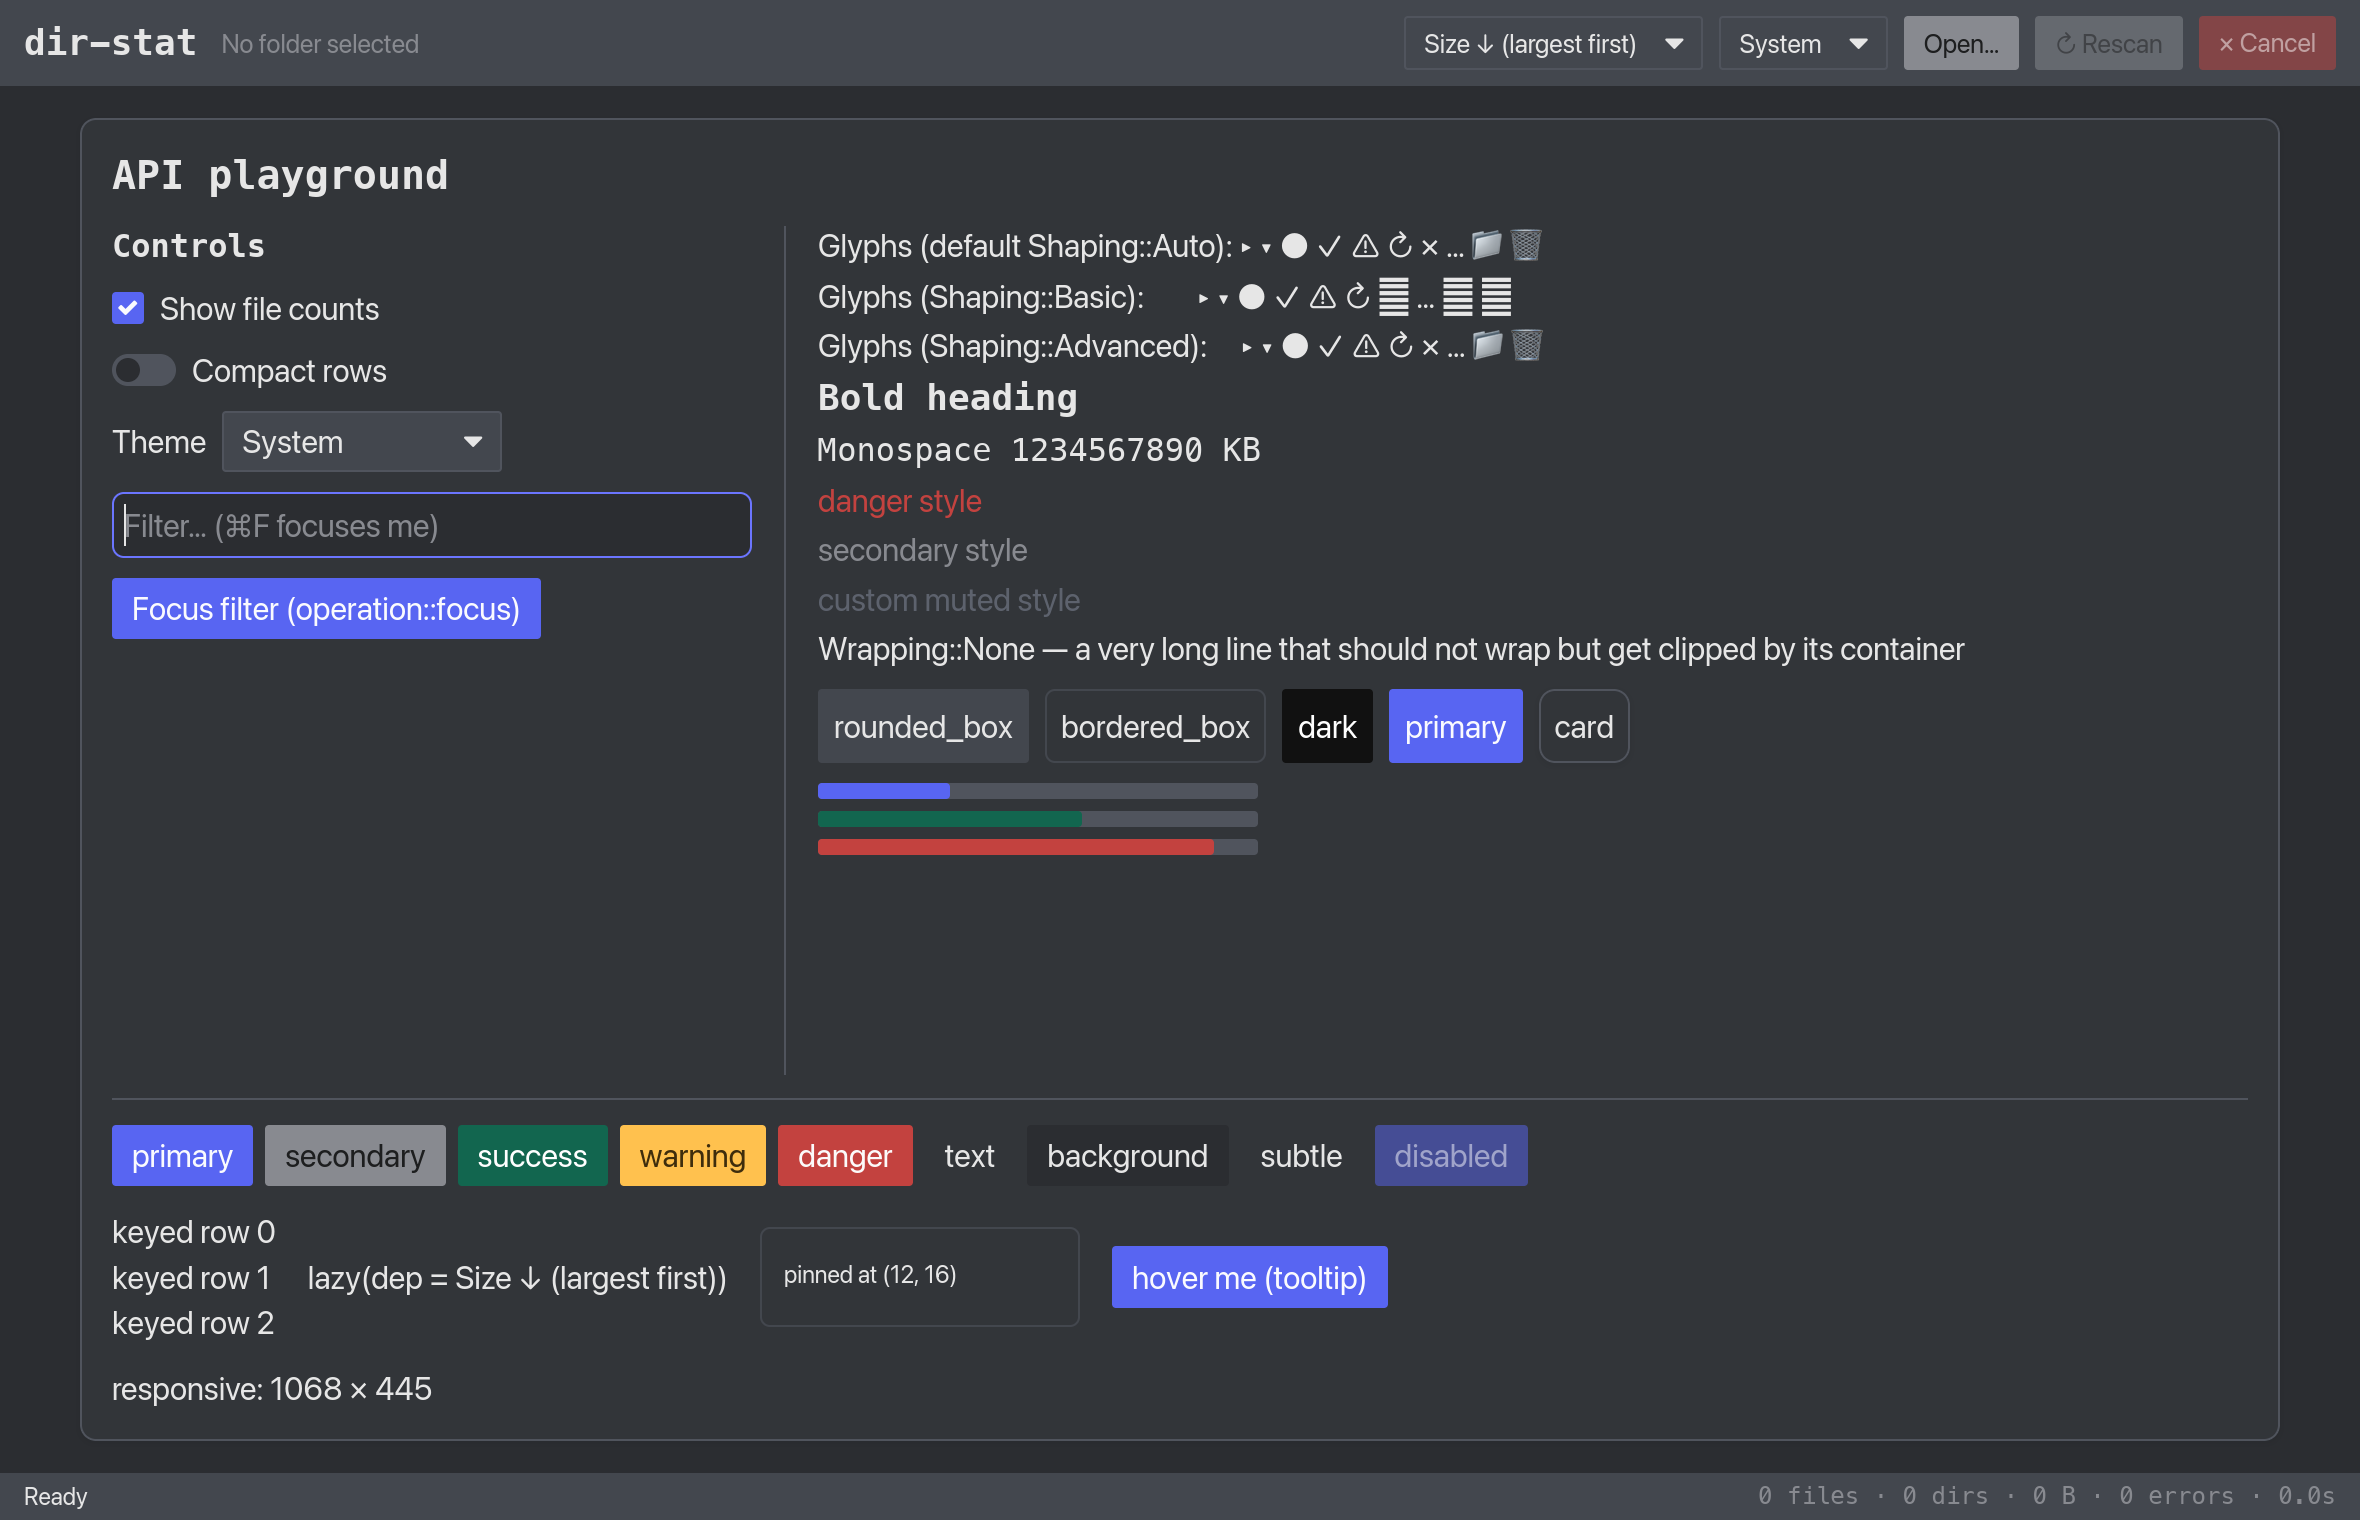 dir-stat No folder selected Size ↓ (largest first) System Open... ↻ Rescan × Cancel
API playground
Controls
Show file counts
Compact rows
Theme System
Filter... (⌘F focuses me)
Focus filter (operation::focus)
Glyphs (default Shaping::Auto): ▸ ▾ ● ✓ ⚠ ↻ × … 📁 🗑
Glyphs (Shaping::Basic): ▸ ▾ ● ✓ ⚠ ↻ …
Glyphs (Shaping::Advanced): ▸ ▾ ● ✓ ⚠ ↻ × … 📁 🗑
Bold heading
Monospace 1234567890 KB
danger style
secondary style
custom muted style
Wrapping::None — a very long line that should not wrap but get clipped by its container
rounded_box bordered_box dark primary card
primary secondary success warning danger text background subtle disabled
keyed row 0
keyed row 1
keyed row 2
lazy(dep = Size ↓ (largest first))
pinned at (12, 16)
hover me (tooltip)
responsive: 1068 × 445
Ready 0 files · 0 dirs · 0 B · 0 errors · 0.0s